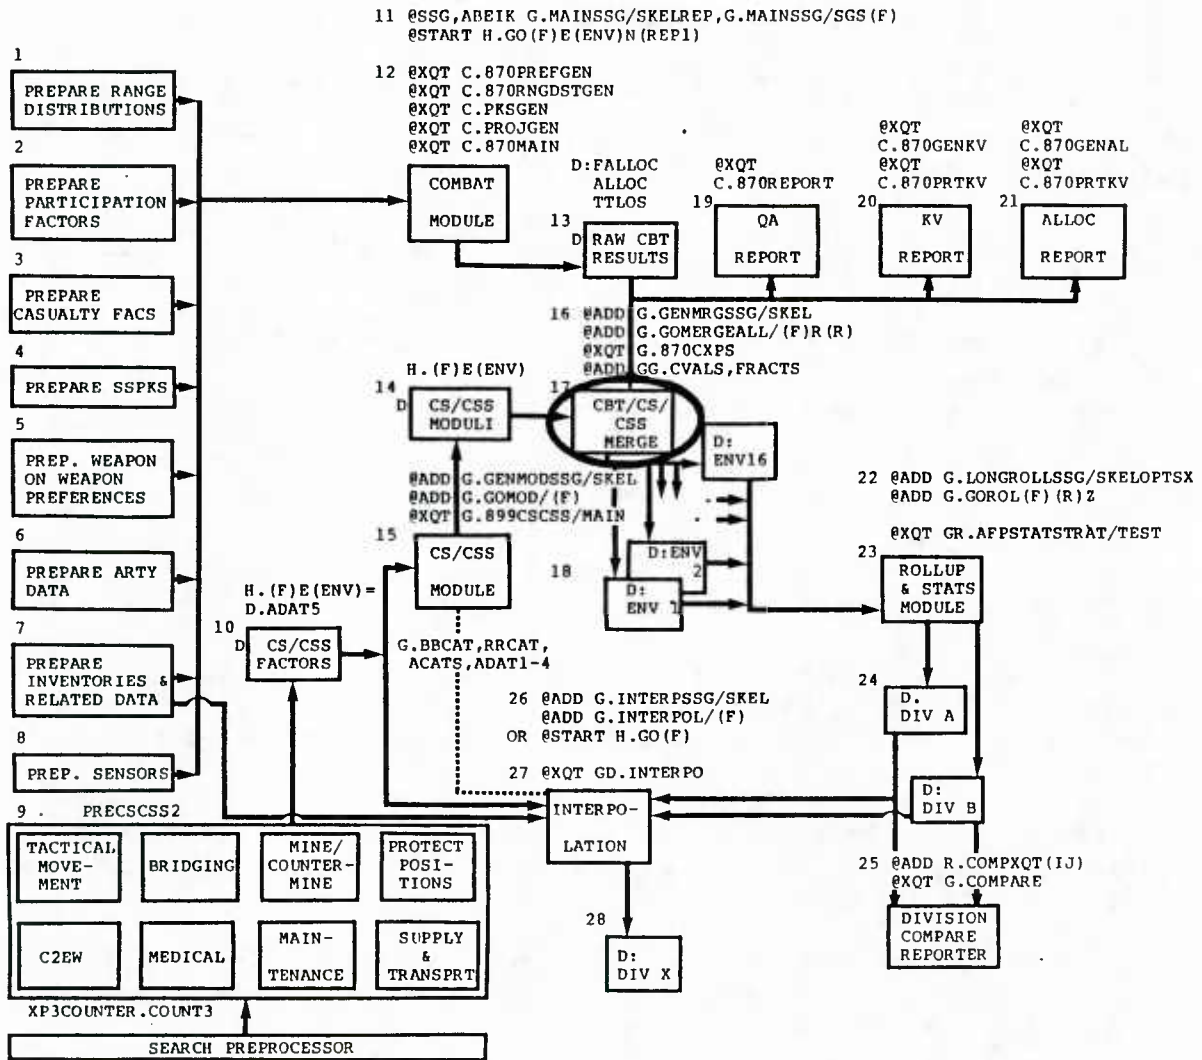 11 @SSG,ABEIK G.MAINSSG/SKELREP,G.MAINSSG/SGS(F)
@START H.GO(F)E(ENV)N(REP1)
1
PREPARE RANGE
DISTRIBUTIONS
12 @XQT C.870PREFGEN
@XQT C.870RNGDSTGEN
@XQT C.PKSGEN
@XQT C.PROJGEN
@XQT C.870MAIN
2
PREPARE
PARTICIPATION
FACTORS
COMBAT
MODULE
D:FALLOC
ALLOC
TTLOS
13
D RAW CBT
RESULTS
@XQT
C.870REPORT
19
QA
REPORT
@XQT
C.870GENKV
@XQT
C.870PRTKV
20
KV
REPORT
@XQT
C.870GENAL
@XQT
C.870PRTKV
21
ALLOC
REPORT
3
PREPARE
CASUALTY FACS
16 @ADD G.GENMRGSSG/SKEL
@ADD G.GOMERGEALL/(F)R(R)
@XQT G.870CXPS
@ADD GG.CVALS,FRACTS
4
PREPARE SSPKS
H.(F)E(ENV)
14
D CS/CSS
MODULI
17
CBT/CS/
CSS
MERGE
D:
ENV16
5
PREP. WEAPON
ON WEAPON
PREFERENCES
@ADD G.GENMODSSG/SKEL
@ADD G.GOMOD/(F)
@XQT G.899CSCSS/MAIN
15
CS/CSS
MODULE
22 @ADD G.LONGROLLSSG/SKELOPTSX
@ADD G.GOROL(F)(R)Z
@XQT GR.AFPSTATSTRAT/TEST
23
ROLLUP
& STATS
MODULE
6
PREPARE ARTY
DATA
18
D:ENV
2
D:
ENV 1
H.(F)E(ENV)=
D.ADAT5
10
D CS/CSS
FACTORS
G.BBCAT,RRCAT,
ACATS,ADAT1-4
7
PREPARE
INVENTORIES &
RELATED DATA
24
D.
DIV A
26 @ADD G.INTERPSSG/SKEL
@ADD G.INTERPOL/(F)
OR @START H.GO(F)
8
PREP. SENSORS
27 @XQT GD.INTERPO
INTERPO-
LATION
D:
DIV B
9 . PRECSCSS2
TACTICAL
MOVE-
MENT
BRIDGING
MINE/
COUNTER-
MINE
PROTECT
POSI-
TIONS
25 @ADD R.COMPXQT(IJ)
@XQT G.COMPARE
DIVISION
COMPARE
REPORTER
C2EW
MEDICAL
MAIN-
TENANCE
SUPPLY
&
TRANSPRT
28
D:
DIV X
XP3COUNTER.COUNT3
SEARCH PREPROCESSOR